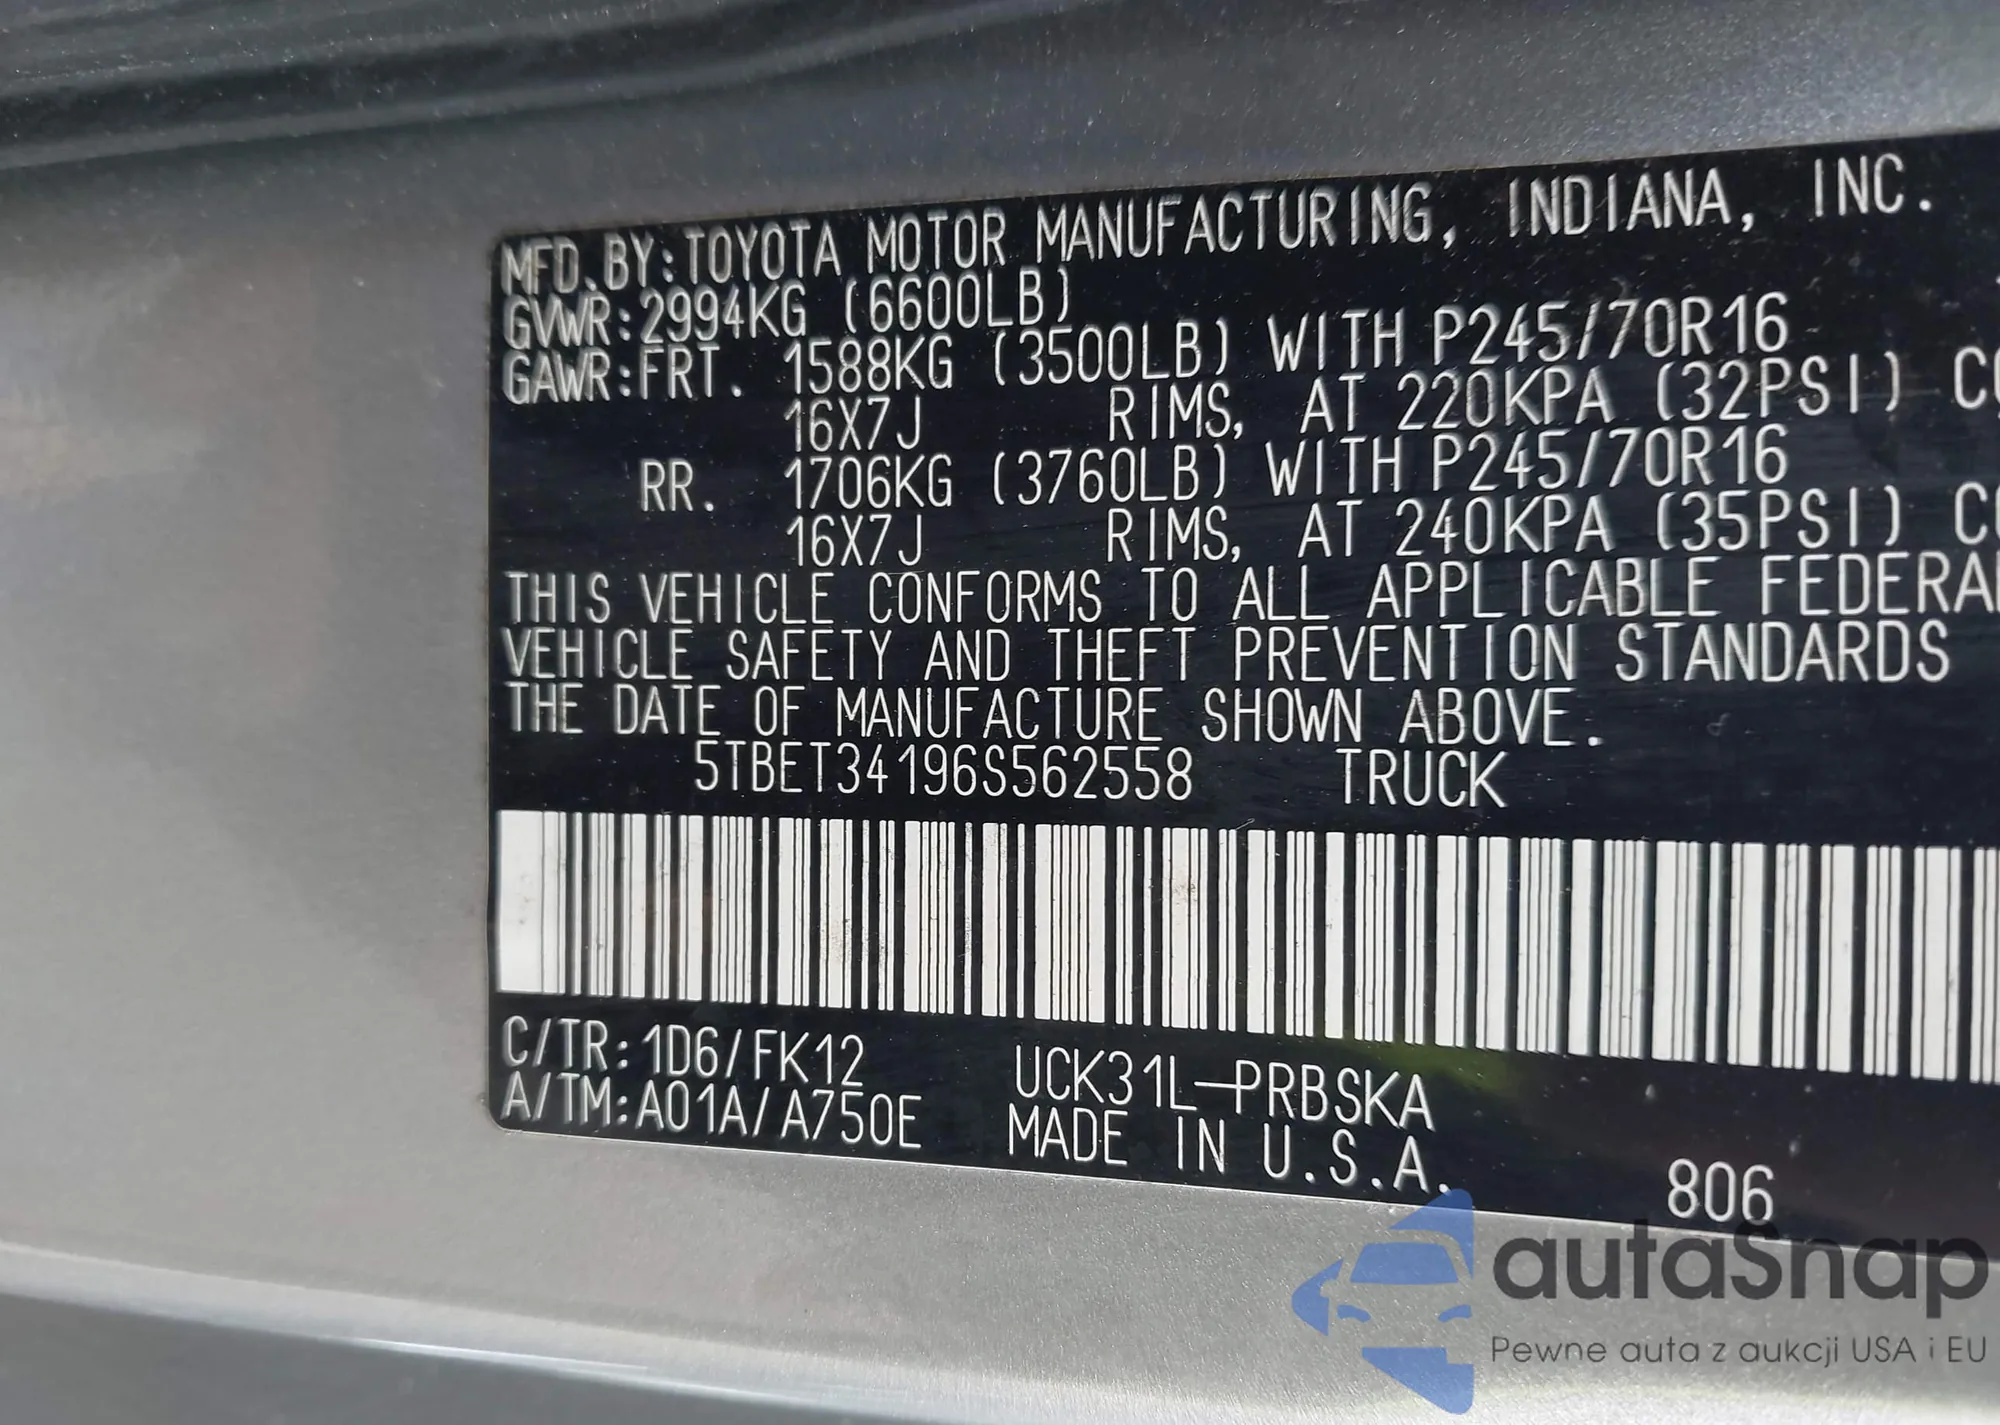 MFD. BY: TOYOTA MOTOR MANUFACTURING, INDIANA, INC.
GVWR: 2994KG (6600LB)
GAWR: FRT. 1588KG (3500LB) WITH P245/70R16
16X7J RIMS, AT 220KPA (32PSI) CO
RR. 1706KG (3760LB) WITH P245/70R16
16X7J RIMS, AT 240KPA (35PSI) CO
THIS VEHICLE CONFORMS TO ALL APPLICABLE FEDERAL
VEHICLE SAFETY AND THEFT PREVENTION STANDARDS
THE DATE OF MANUFACTURE SHOWN ABOVE.
5TBET34196S562558 TRUCK
C/TR: 1D6/FK12 UCK31L-PRBSKA
A/TM: A01A/A750E MADE IN U.S.A.
806
autaSnap
Pewne auta z aukcji USA i EU